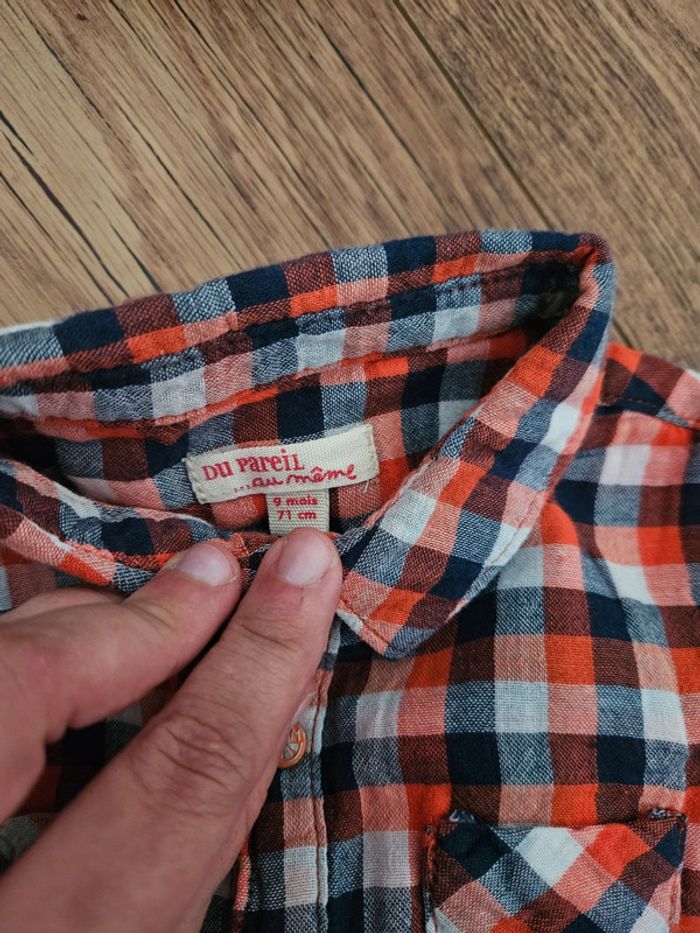 DU PAREIL
...au même
9 mois
71 cm